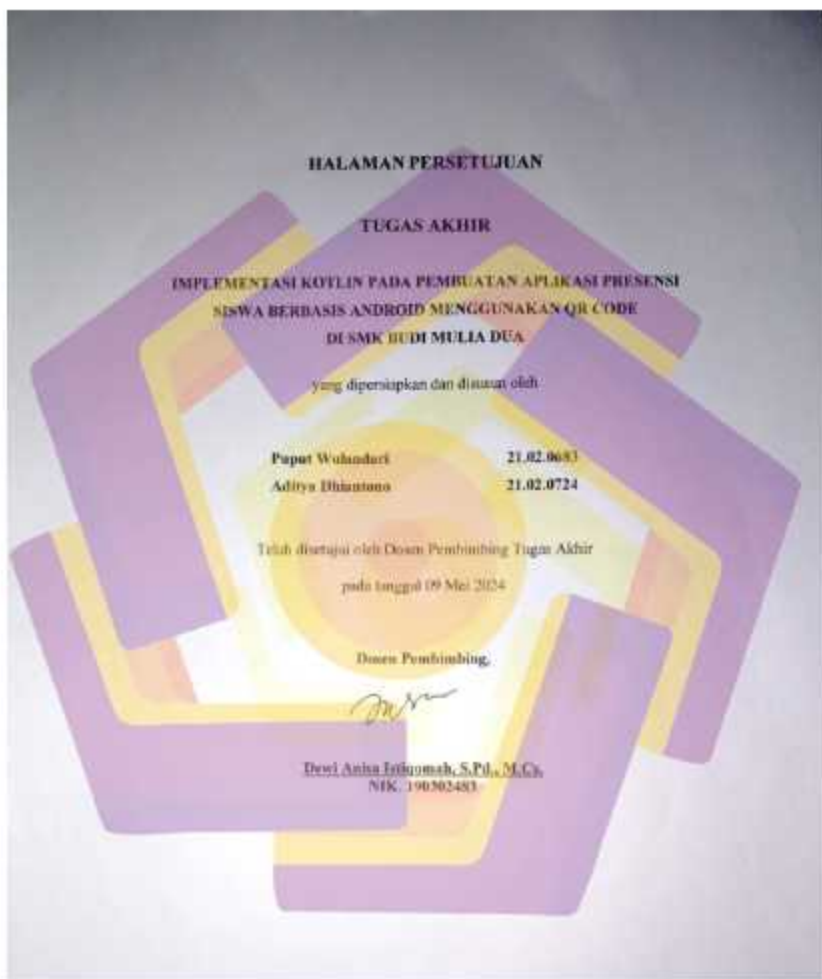 HALAMAN PERSETUJUAN
TUGAS AKHIR
IMPLEMENTASI KOTLIN PADA PEMBUATAN APLIKASI PRESENSI
SISWA BERBASIS ANDROID MENGGUNAKAN QR CODE
DI SMK BUDI MULIA DUA
yang dipersiapkan dan disusun oleh
Puput Wulandari 21.02.0683
Aditya Dhiantono 21.02.0724
Telah disetujui oleh Dosen Pembimbing Tugas Akhir
pada tanggal 09 Mei 2024
Dosen Pembimbing,
Dewi Anisa Istiqomah, S.Pd., M.Cs.
NIK. 190302483